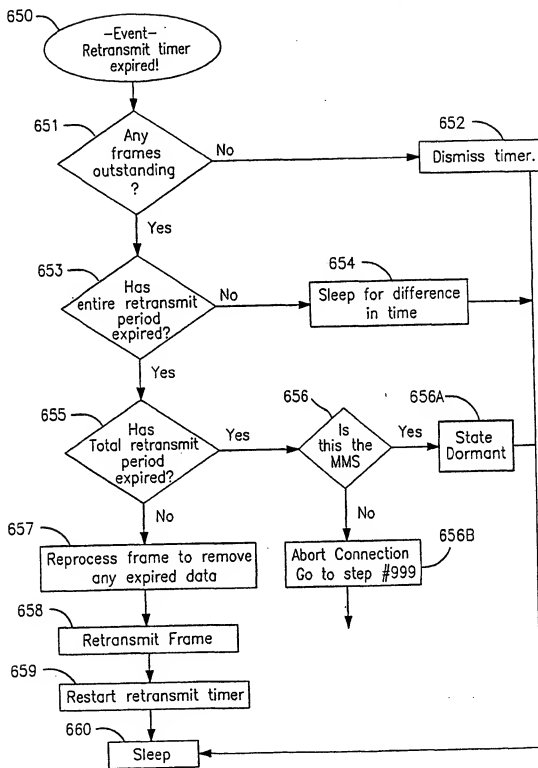 650
-Event-
Retransmit timer
expired!
651
Any
frames
outstanding
?
No
652
Dismiss timer.
Yes
653
Has
entire retransmit
period
expired?
No
654
Sleep for difference
in time
Yes
655
Has
Total retransmit
period
expired?
Yes
656
Is
this the
MMS
Yes
656A
State
Dormant
No
No
656B
Abort Connection
Go to step #999
657
Reprocess frame to remove
any expired data
658
Retransmit Frame
659
Restart retransmit timer
660
Sleep